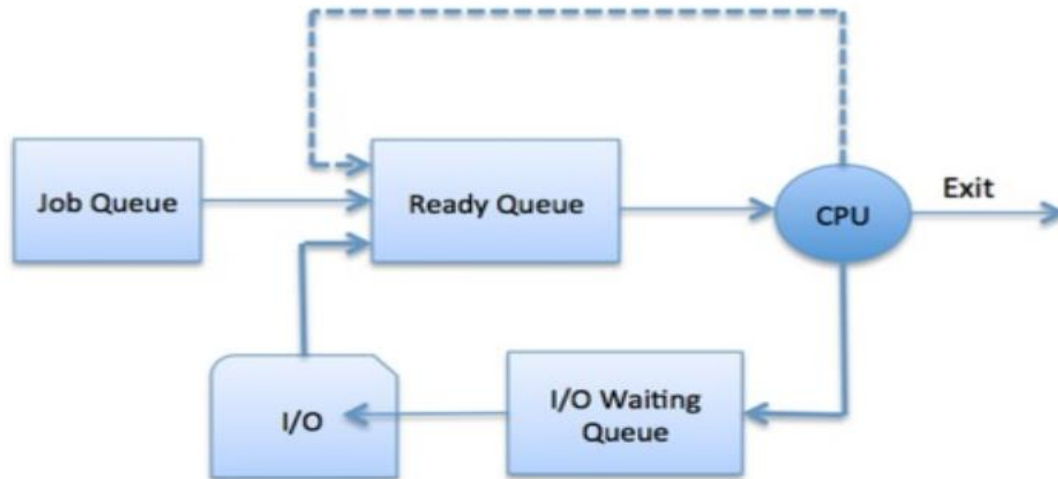 Job Queue
Ready Queue
CPU
Exit
I/O
I/O Waiting
Queue